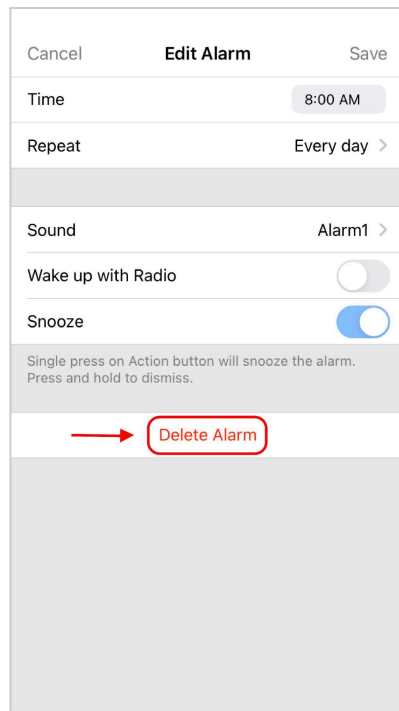 Cancel Edit Alarm Save
Time 8:00 AM
Repeat Every day
Sound Alarm1
Wake up with Radio
Snooze
Single press on Action button will snooze the alarm.
Press and hold to dismiss.
Delete Alarm